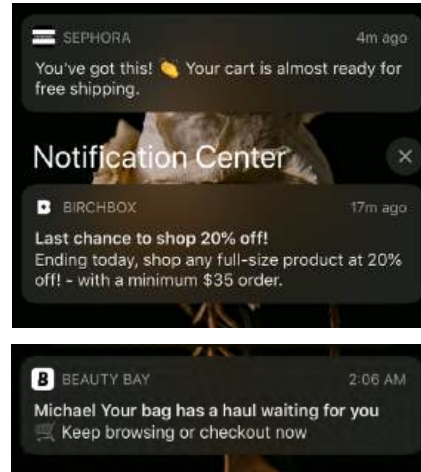 SEPHORA 4m ago
You've got this! 👏 Your cart is almost ready for
free shipping.
Notification Center
BIRCHBOX 17m ago
Last chance to shop 20% off!
Ending today, shop any full-size product at 20%
off! - with a minimum $35 order.
B BEAUTY BAY 2:06 AM
Michael Your bag has a haul waiting for you
🛒 Keep browsing or checkout now